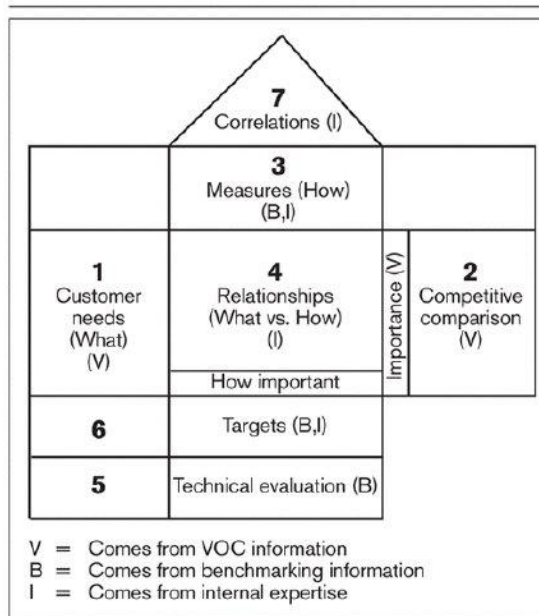 7
Correlations (I)
3
Measures (How)
(B,I)
1
Customer
needs
(What)
(V)
4
Relationships
(What vs. How)
(I)
How important
Importance (V)
2
Competitive
comparison
(V)
6
Targets (B,I)
5
Technical evaluation (B)
V = Comes from VOC information
B = Comes from benchmarking information
I = Comes from internal expertise